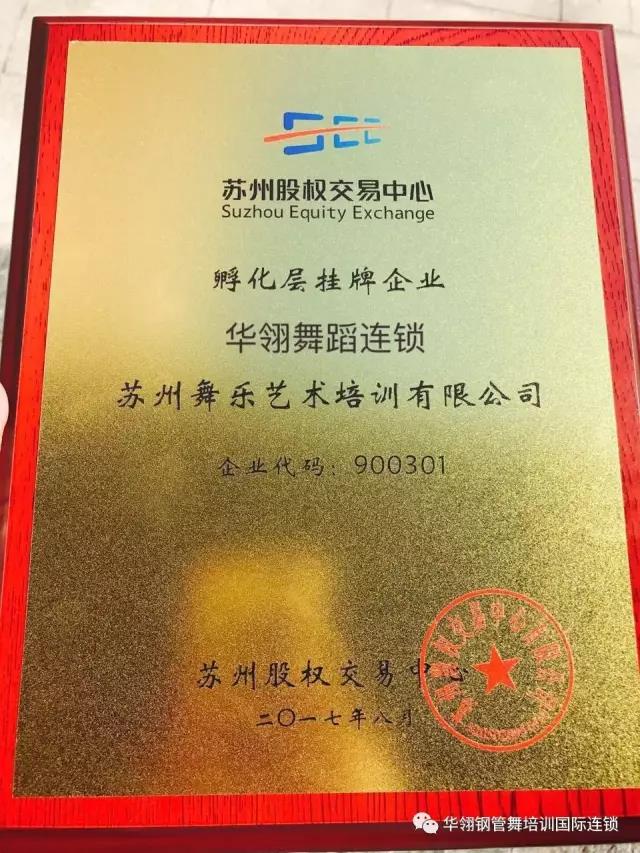 苏州股权交易中心
Suzhou Equity Exchange
孵化层挂牌企业
华翎舞蹈连锁
苏州舞乐艺术培训有限公司
企业代码：900301
苏州股权交易中心
二〇一七年八月
华翎钢管舞培训国际连锁